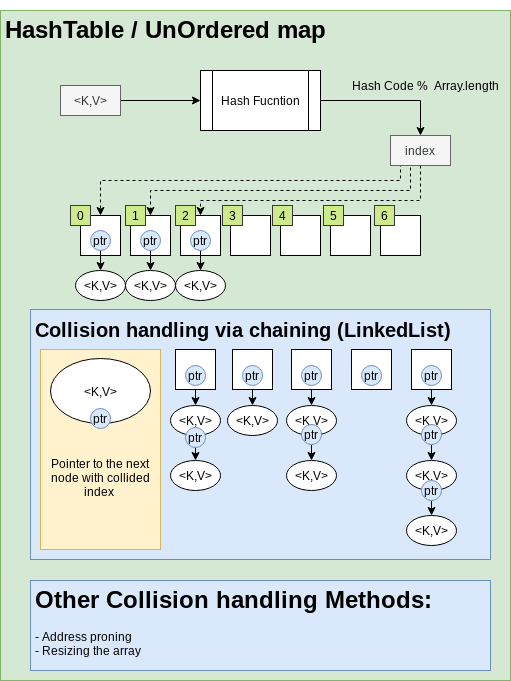 HashTable / UnOrdered map
Hash Code % Array.length
<K,V>
Hash Fucntion
index
0 1 2 3 4 5 6
ptr ptr ptr
<K,V> <K,V> <K,V>
Collision handling via chaining (LinkedList)
<K,V>
ptr
Pointer to the next
node with collided
index
ptr ptr ptr ptr ptr
<K,V> <K,V> <K,V> <K,V>
ptr ptr ptr
<K,V> <K,V> <K,V>
ptr
<K,V>
Other Collision handling Methods:
- Address proning
- Resizing the array